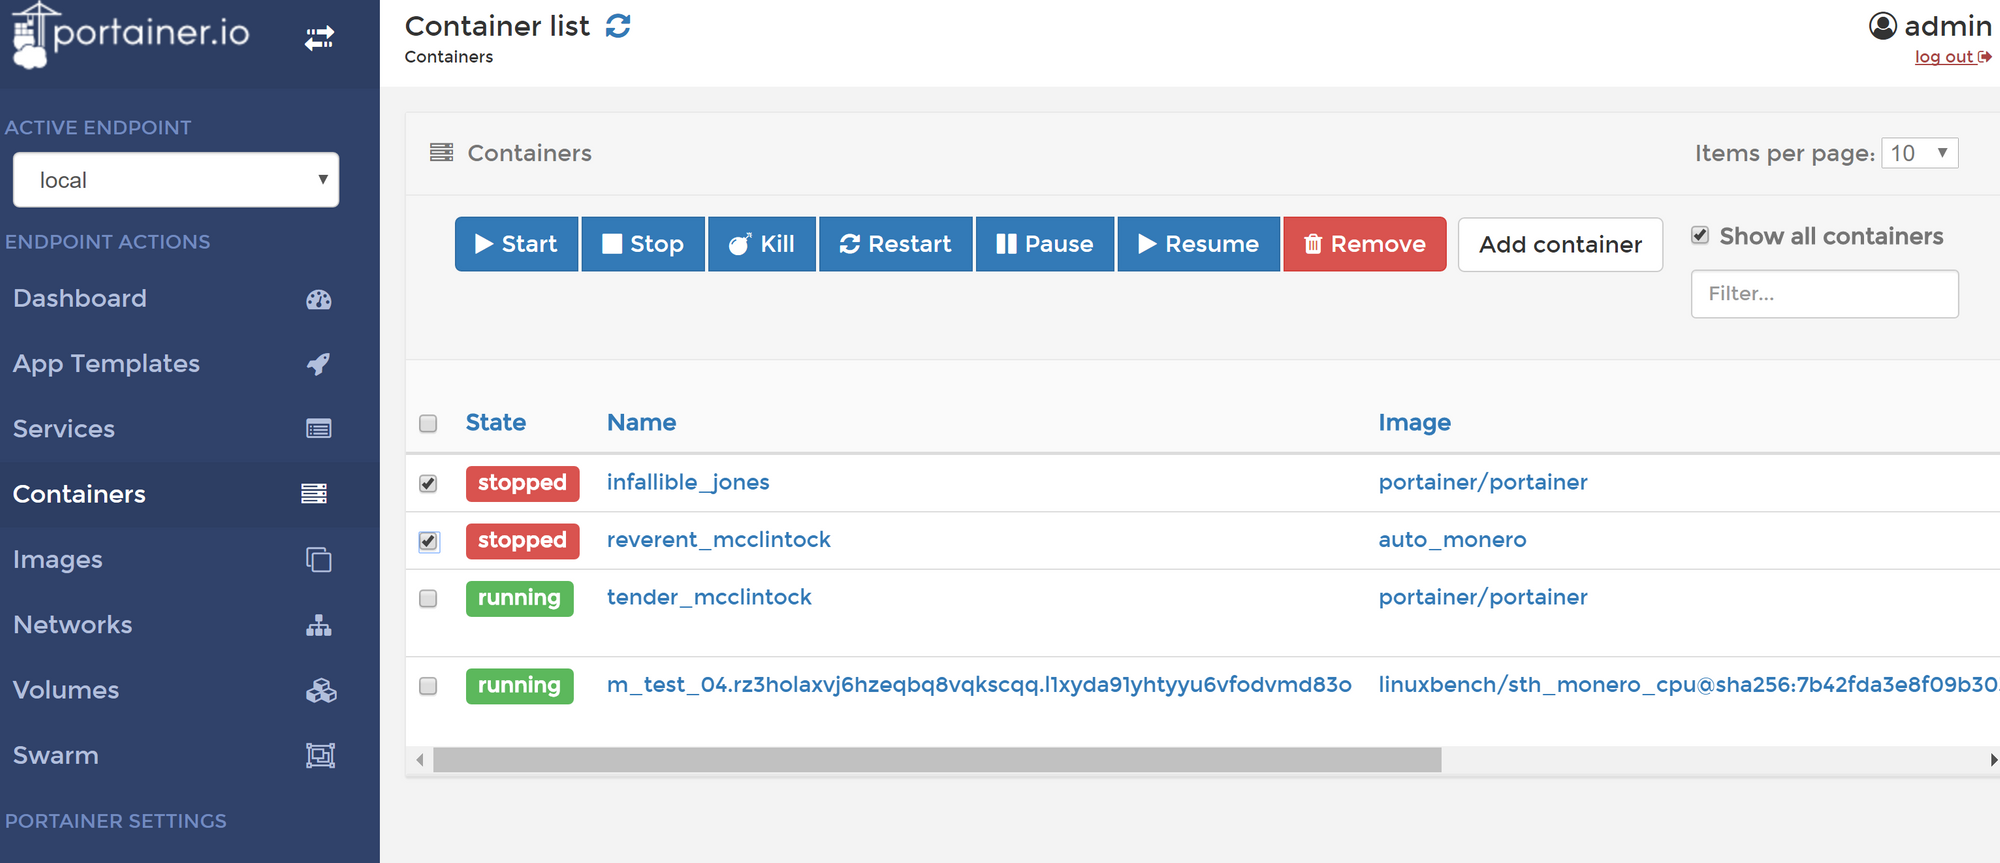 portainer.io
Container list
Containers
admin
log out
ACTIVE ENDPOINT
local
ENDPOINT ACTIONS
Dashboard
App Templates
Services
Containers
Images
Networks
Volumes
Swarm
PORTAINER SETTINGS
Containers
Items per page: 10
Start Stop Kill Restart Pause Resume Remove Add container
Show all containers
Filter...
State Name Image
stopped infallible_jones portainer/portainer
stopped reverent_mcclintock auto_monero
running tender_mcclintock portainer/portainer
running m_test_04.rz3holaxvj6hzeqbq8vqkscqq.l1xyda91yhtyyu6vfodvmd83o linuxbench/sth_monero_cpu@sha256:7b42fda3e8f09b30